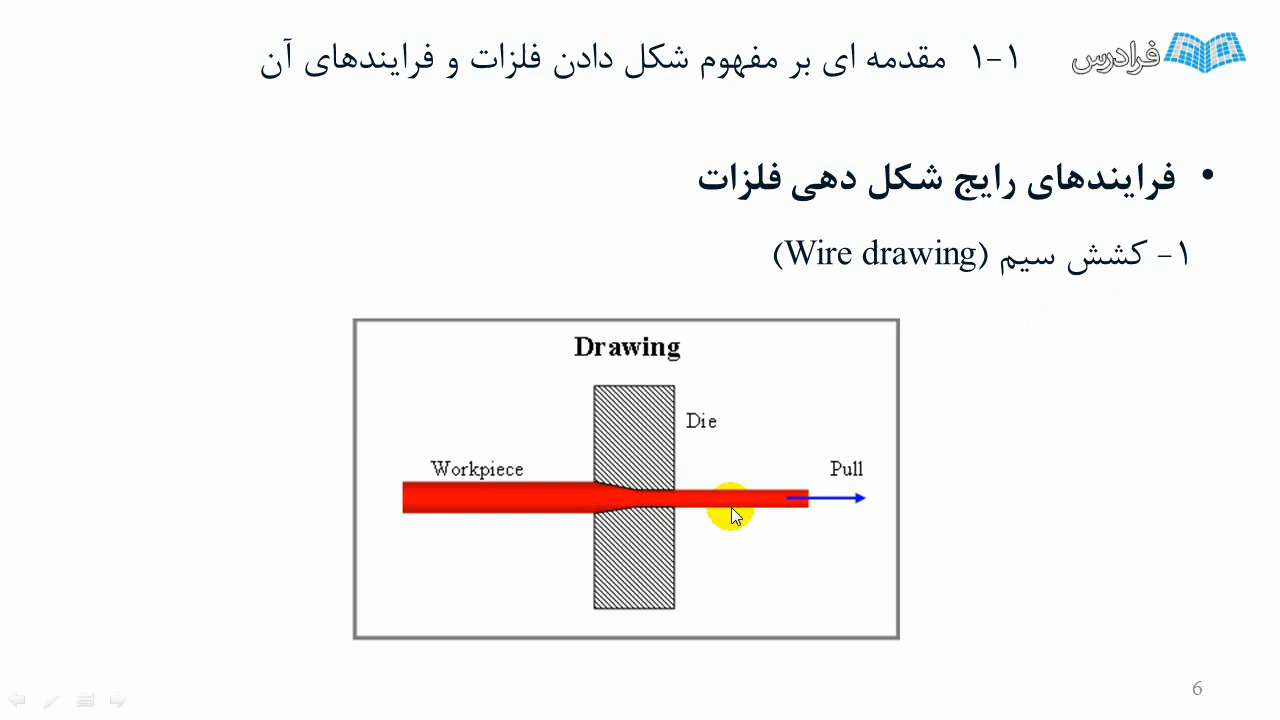 فرادرس
۱-۱ مقدمه ای بر مفهوم شکل دادن فلزات و فرایندهای آن
• فرایندهای رایج شکل دهی فلزات
۱- کشش سیم (Wire drawing)
Drawing
Die
Workpiece
Pull
6